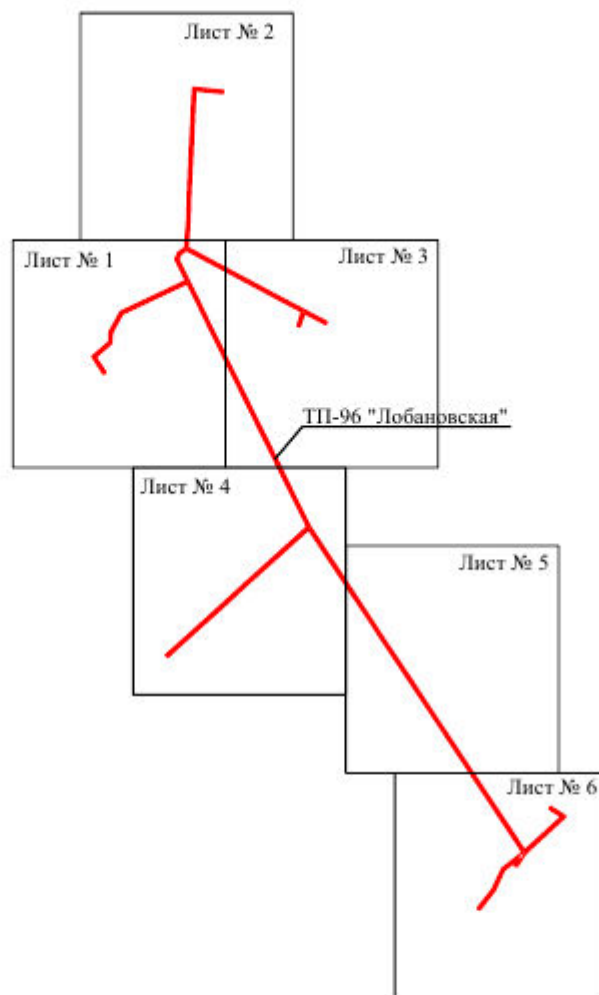 Лист № 2
Лист № 1
Лист № 3
ТП-96 "Лобановская"
Лист № 4
Лист № 5
Лист № 6